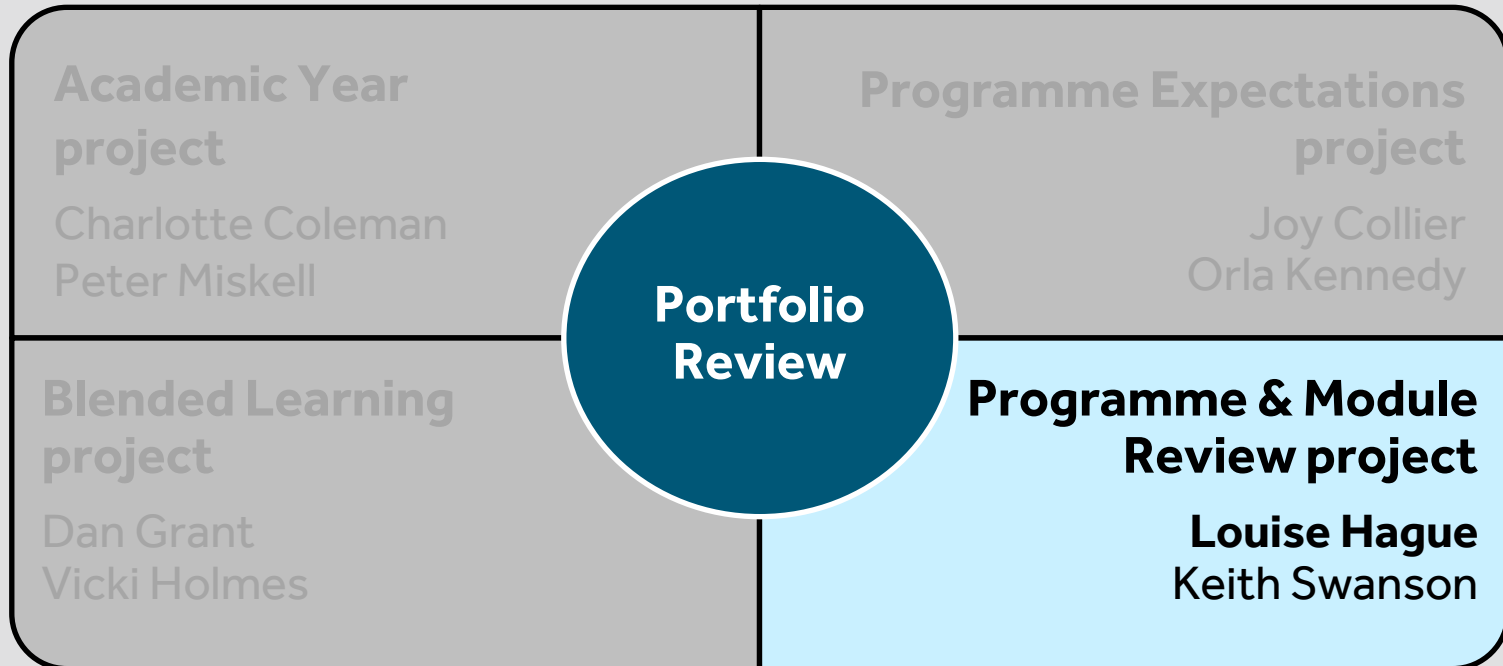 Academic Year
project
Charlotte Coleman
Peter Miskell
Programme Expectations
project
Joy Collier
Orla Kennedy
Portfolio
Review
Blended Learning
project
Dan Grant
Vicki Holmes
Programme & Module
Review project
Louise Hague
Keith Swanson